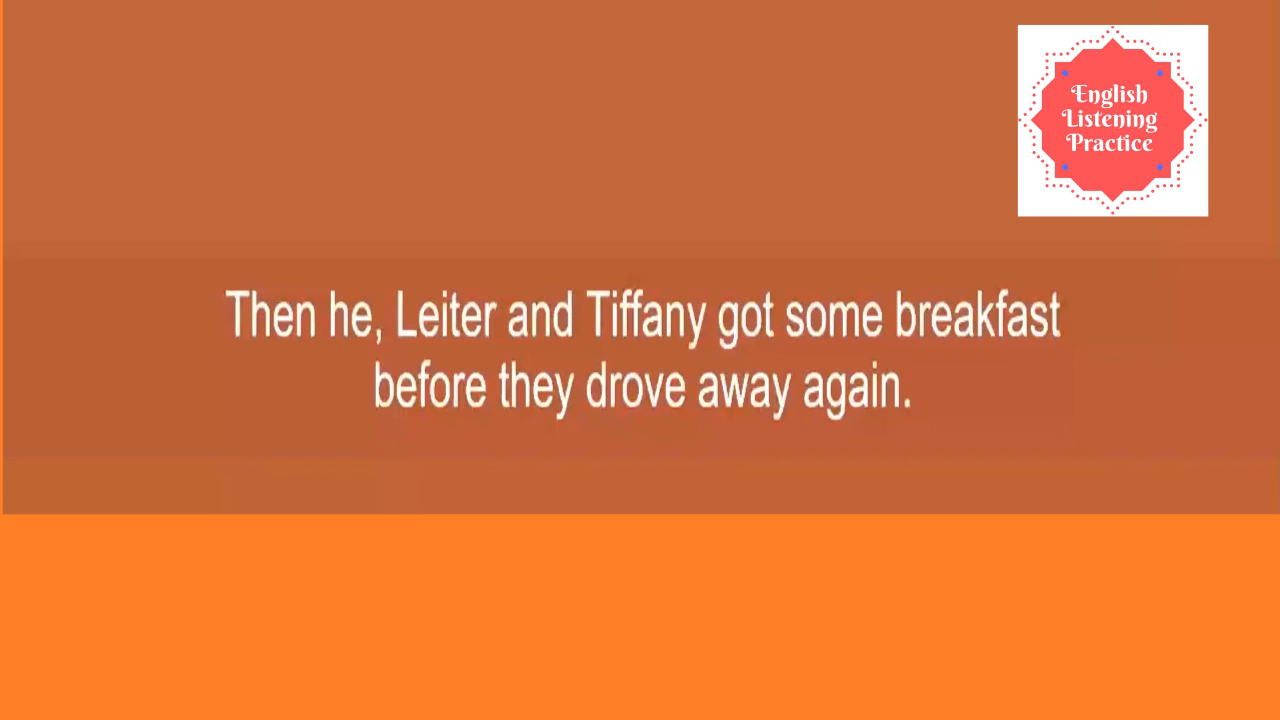 English
Listening
Practice
Then he, Leiter and Tiffany got some breakfast
before they drove away again.